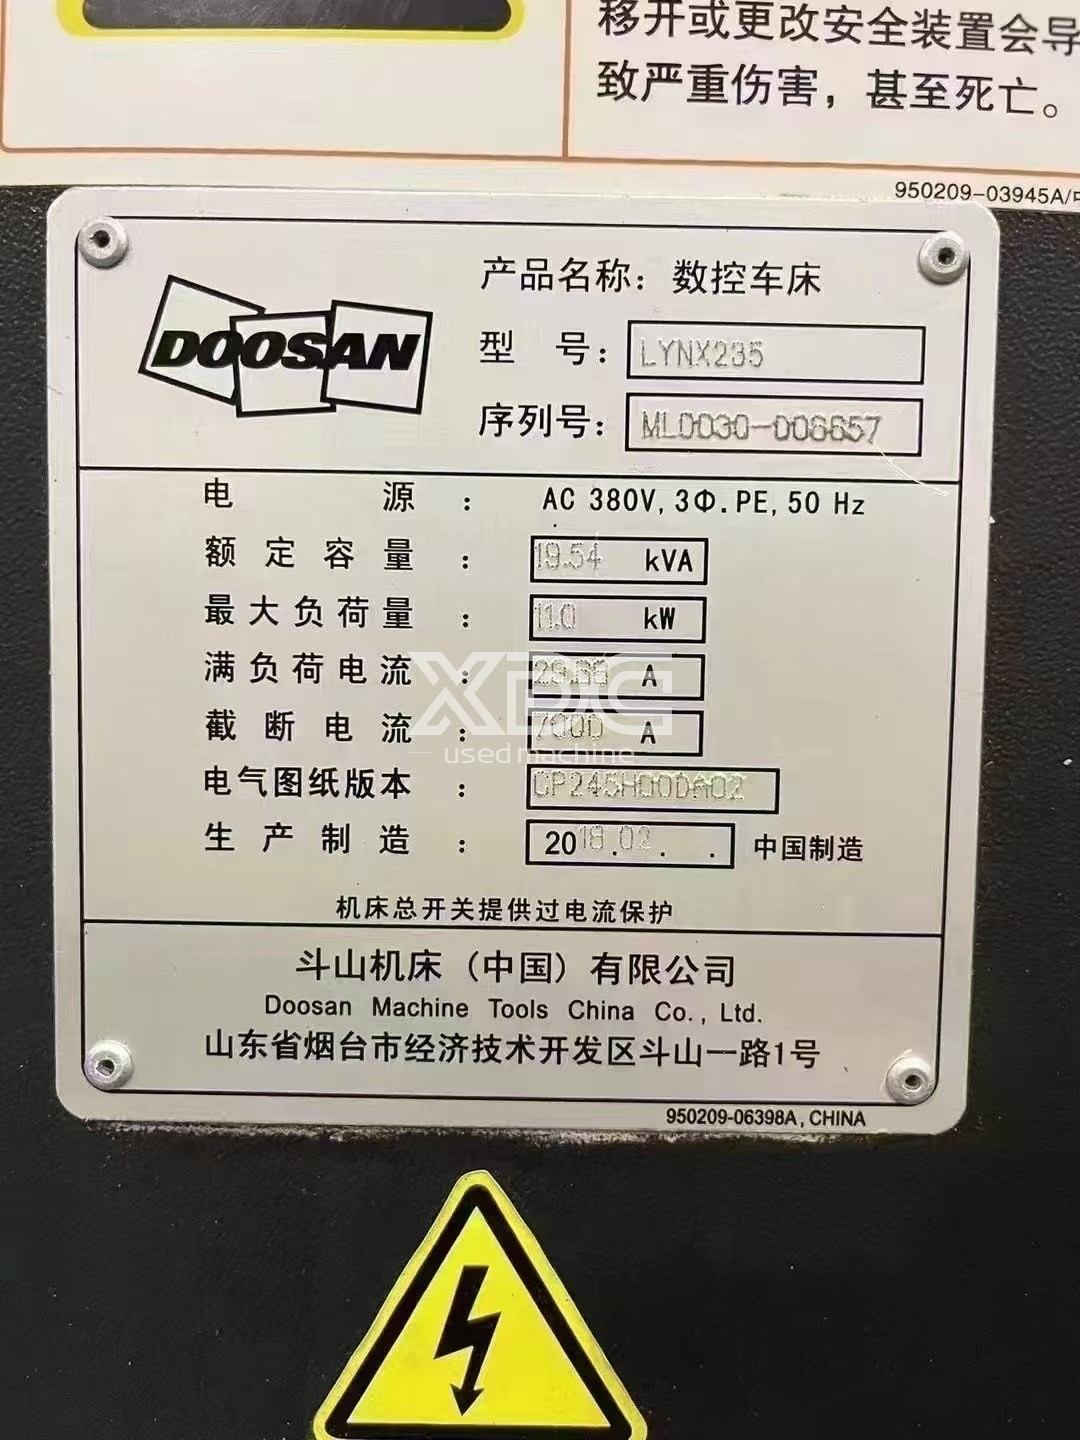 移开或更改安全装置会导
致严重伤害，甚至死亡。
950209-03945A/中
DOOSAN
产品名称：数控车床
型号：LYNX235
序列号：ML0030-006657
电源：AC 380V,3Φ.PE,50 Hz
额定容量：19.54 kVA
最大负荷量：11.0 kW
满负荷电流：A
截断电流：7000 A
电气图纸版本：CP245H00DA02
生产制造：2018.02. . 中国制造
XDC
used machine
机床总开关提供过电流保护
斗山机床（中国）有限公司
Doosan Machine Tools China Co., Ltd.
山东省烟台市经济技术开发区斗山一路1号
950209-06398A, CHINA